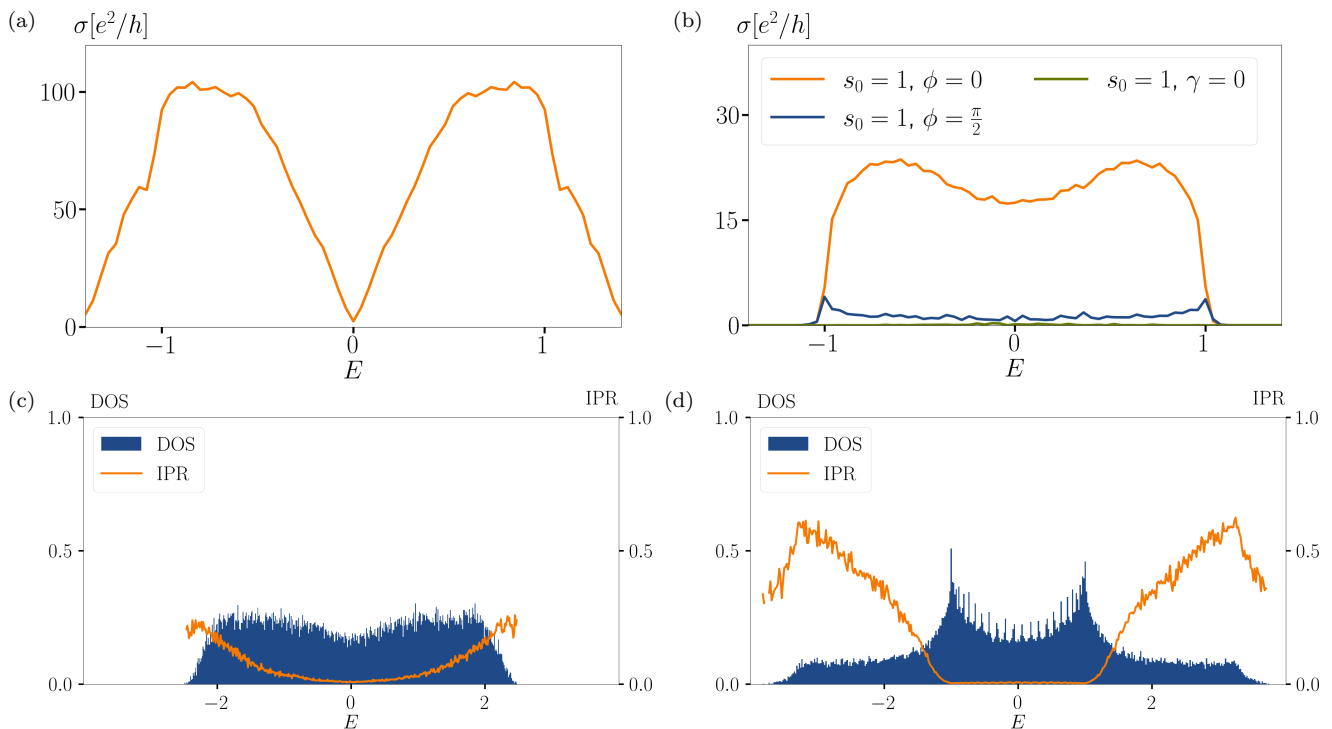 (a)
σ[e²/h]
100
50
0
−1 0 1
E
(b)
σ[e²/h]
s₀ = 1, ϕ = 0
s₀ = 1, γ = 0
s₀ = 1, ϕ = π/2
30
15
0
−1 0 1
E
(c)
DOS
IPR
1.0 1.0
DOS
IPR
0.5 0.5
0.0 0.0
−2 0 2
E
(d)
DOS
IPR
1.0 1.0
DOS
IPR
0.5 0.5
0.0 0.0
−2 0 2
E